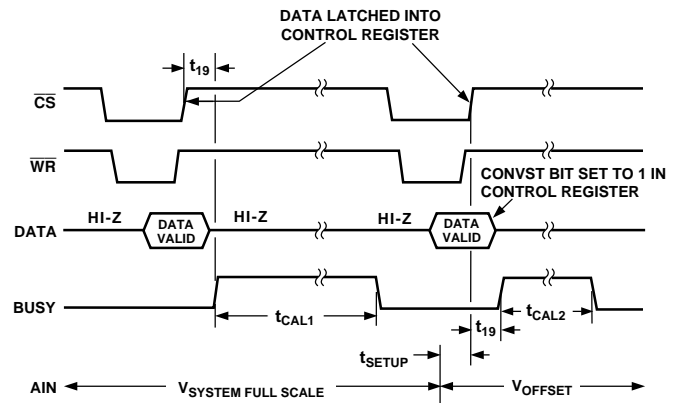 DATA LATCHED INTO
CONTROL REGISTER
t19
CS
WR
CONVST BIT SET TO 1 IN
CONTROL REGISTER
DATA
HI-Z
DATA
VALID
HI-Z
HI-Z
DATA
VALID
BUSY
tCAL1
t19
tCAL2
tSETUP
AIN
VSYSTEM FULL SCALE
VOFFSET